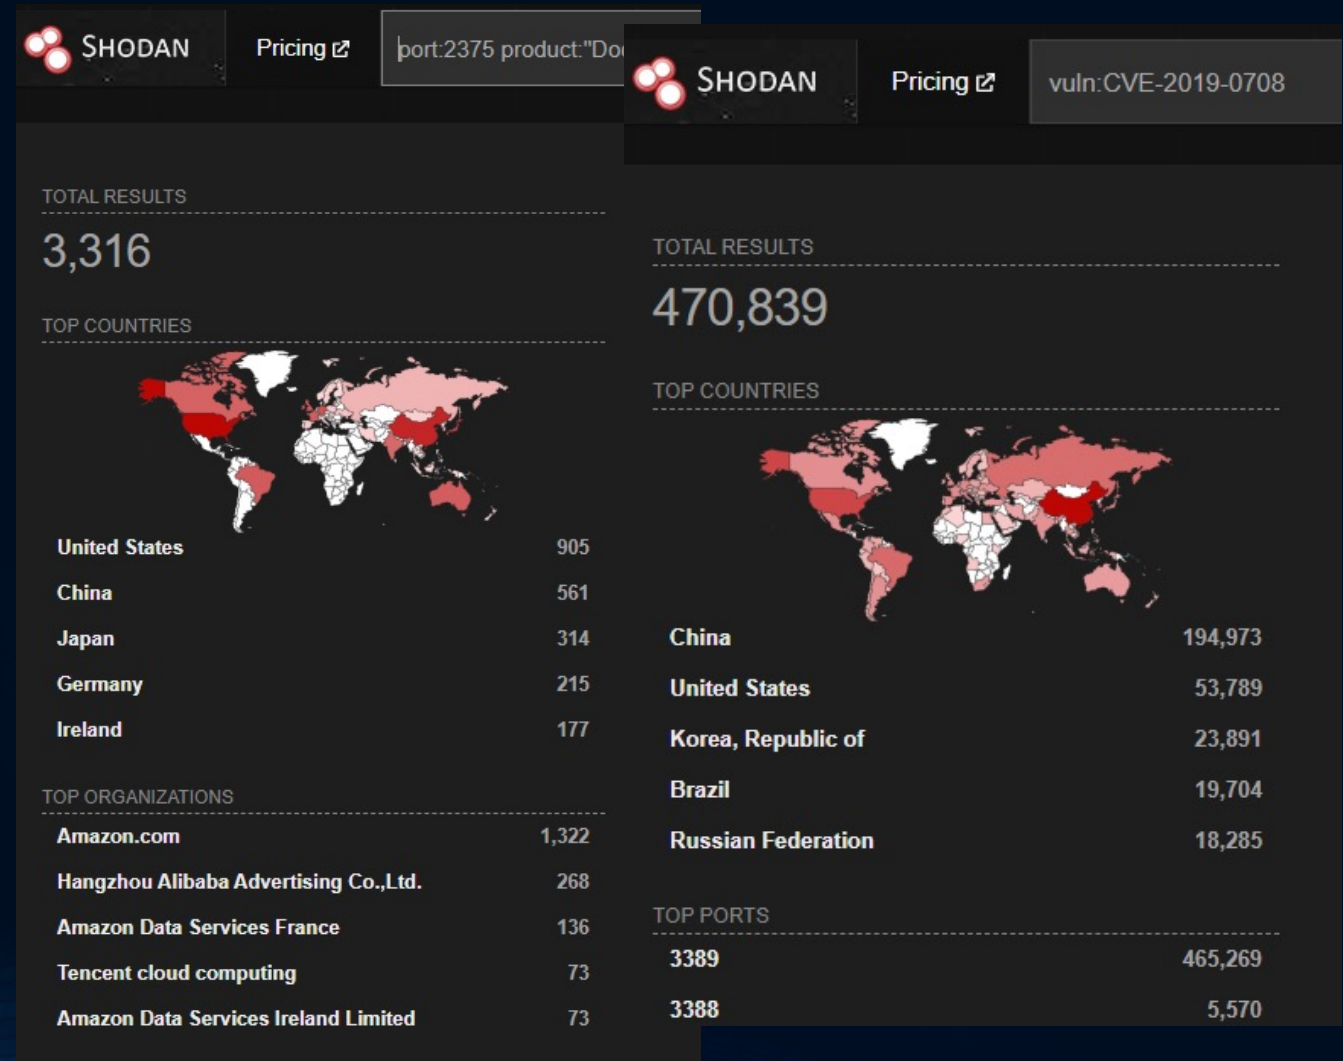 SHODAN Pricing port:2375 product:"Do
TOTAL RESULTS
3,316
TOP COUNTRIES
United States 905
China 561
Japan 314
Germany 215
Ireland 177
TOP ORGANIZATIONS
Amazon.com 1,322
Hangzhou Alibaba Advertising Co.,Ltd. 268
Amazon Data Services France 136
Tencent cloud computing 73
Amazon Data Services Ireland Limited 73
SHODAN Pricing vuln:CVE-2019-0708
TOTAL RESULTS
470,839
TOP COUNTRIES
China 194,973
United States 53,789
Korea, Republic of 23,891
Brazil 19,704
Russian Federation 18,285
TOP PORTS
3389 465,269
3388 5,570